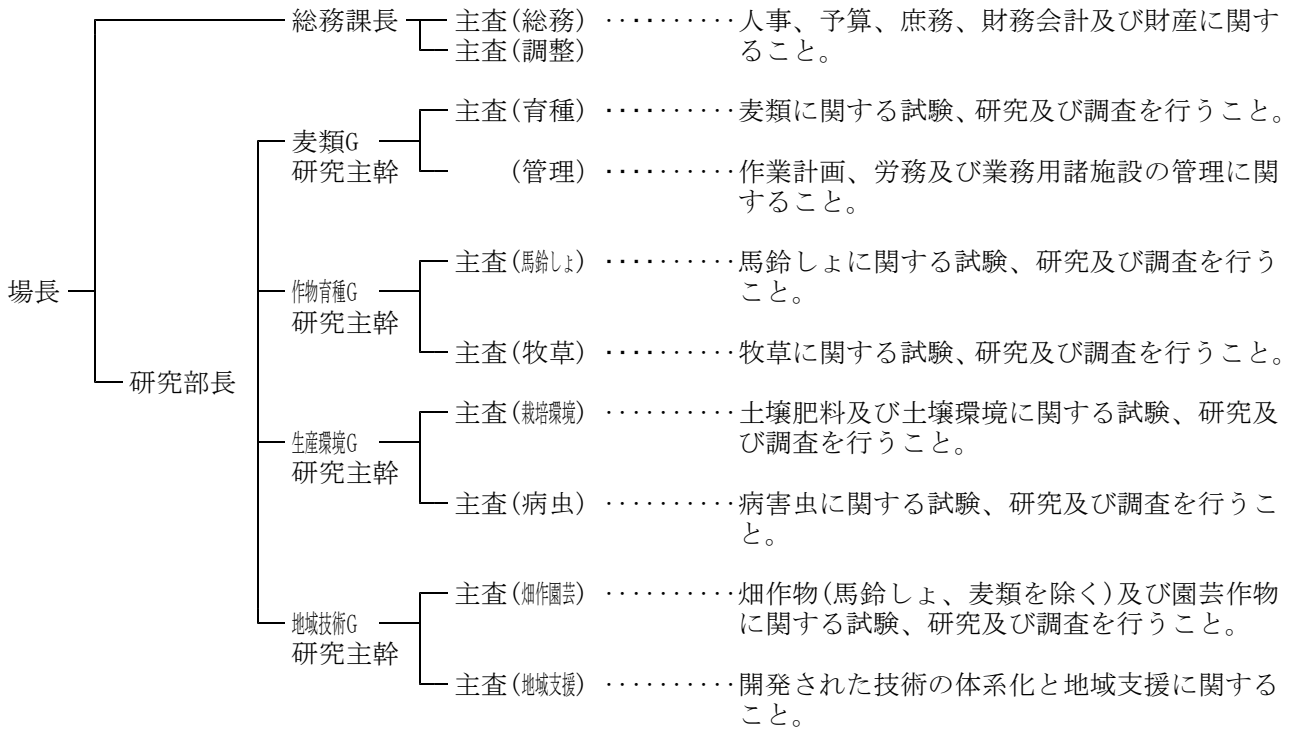 総務課長 主査(総務) ‥‥‥‥‥人事、予算、庶務、財務会計及び財産に関す
主査(調整) ること。
主査(育種) ‥‥‥‥‥麦類に関する試験、研究及び調査を行うこと。
麦類G
研究主幹 (管理) ‥‥‥‥‥作業計画、労務及び業務用諸施設の管理に関
すること。
主査(馬鈴しょ) ‥‥‥‥‥馬鈴しょに関する試験、研究及び調査を行う
場長 作物育種G こと。
研究主幹
主査(牧草) ‥‥‥‥‥牧草に関する試験、研究及び調査を行うこと。
研究部長
主査(栽培環境) ‥‥‥‥‥土壌肥料及び土壌環境に関する試験、研究及
生産環境G び調査を行うこと。
研究主幹
主査(病虫) ‥‥‥‥‥病害虫に関する試験、研究及び調査を行うこ
と。
主査(畑作園芸) ‥‥‥‥‥畑作物(馬鈴しょ、麦類を除く)及び園芸作物
地域技術G に関する試験、研究及び調査を行うこと。
研究主幹
主査(地域支援) ‥‥‥‥‥開発された技術の体系化と地域支援に関する
こと。